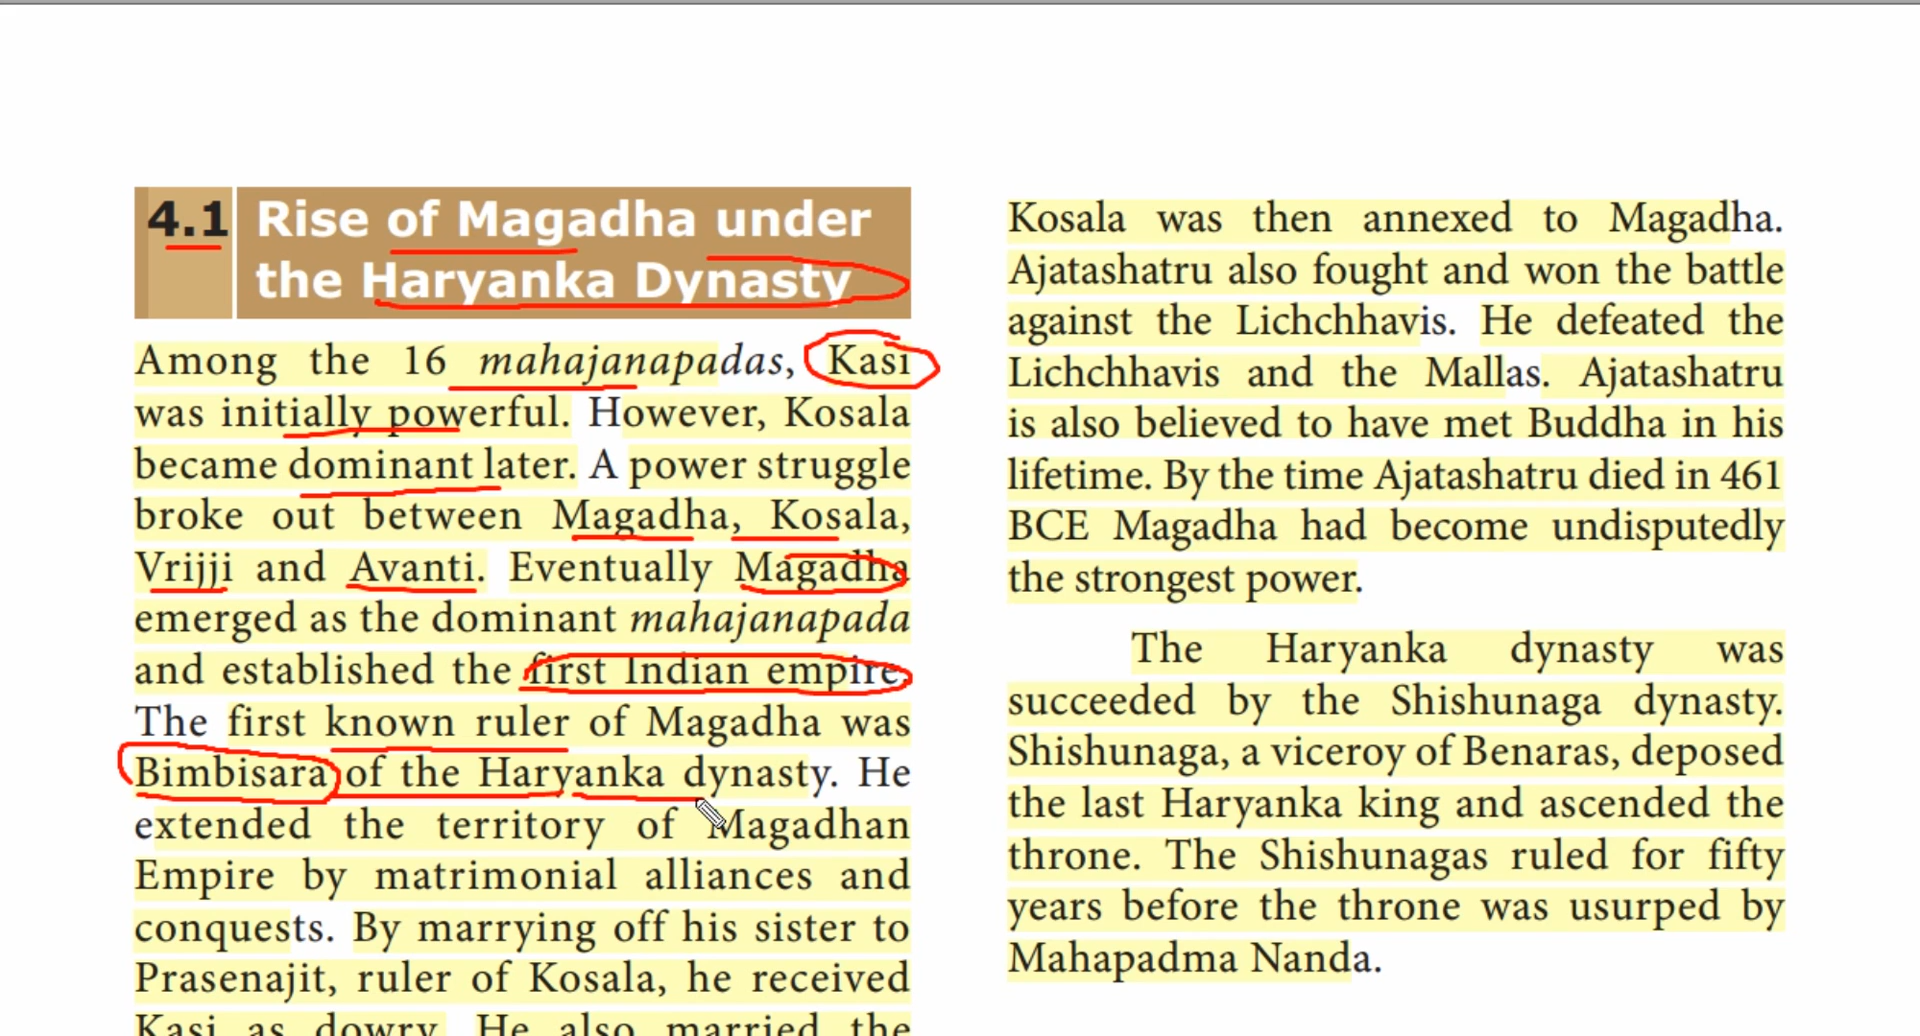 4.1 Rise of Magadha under
the Haryanka Dynasty
Among the 16 mahajanapadas, Kasi
was initially powerful. However, Kosala
became dominant later. A power struggle
broke out between Magadha, Kosala,
Vrijji and Avanti. Eventually Magadha
emerged as the dominant mahajanapada
and established the first Indian empire.
The first known ruler of Magadha was
Bimbisara of the Haryanka dynasty. He
extended the territory of Magadhan
Empire by matrimonial alliances and
conquests. By marrying off his sister to
Prasenajit, ruler of Kosala, he received
Kasi as dowry. He also married the
Kosala was then annexed to Magadha.
Ajatashatru also fought and won the battle
against the Lichchhavis. He defeated the
Lichchhavis and the Mallas. Ajatashatru
is also believed to have met Buddha in his
lifetime. By the time Ajatashatru died in 461
BCE Magadha had become undisputedly
the strongest power.
The Haryanka dynasty was
succeeded by the Shishunaga dynasty.
Shishunaga, a viceroy of Benaras, deposed
the last Haryanka king and ascended the
throne. The Shishunagas ruled for fifty
years before the throne was usurped by
Mahapadma Nanda.